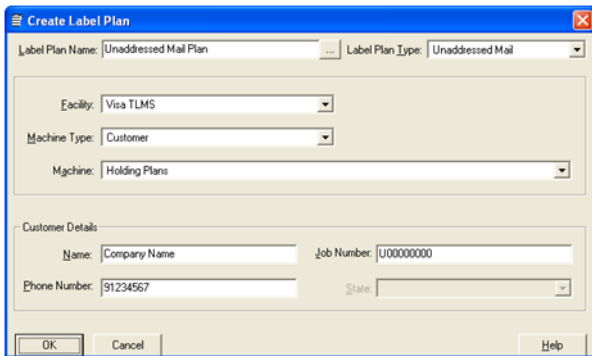 Create Label Plan
Label Plan Name: Unaddressed Mail Plan ... Label Plan Type: Unaddressed Mail
Facility: Visa TLMS
Machine Type: Customer
Machine: Holding Plans
Customer Details
Name: Company Name Job Number: U00000000
Phone Number: 91234567 State:
OK Cancel Help